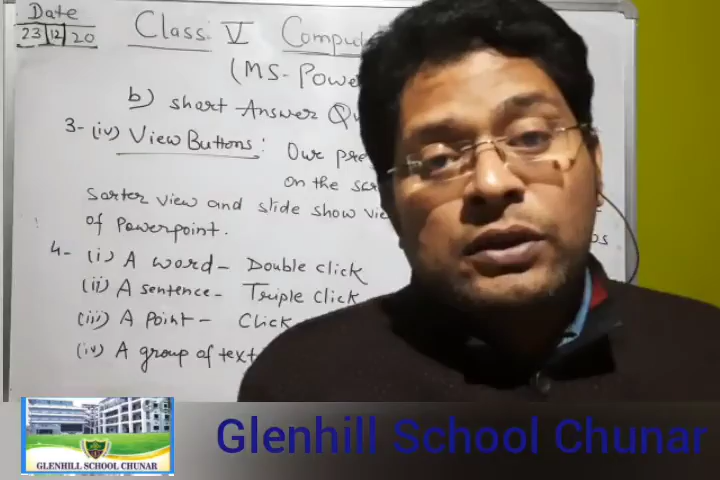 Date
23 12 20
Class V Compu
(MS-Powe
b) short Answer Qu
3- (iv) View Buttons : Our pre
on the scr
Sorter view and slide show vie
of Powerpoint.
4- (i) A word - Double click
(ii) A sentence - Triple click
(iii) A Point - Click
(iv) A group of text
GLENHILL SCHOOL CHUNAR
Glenhill School Chunar